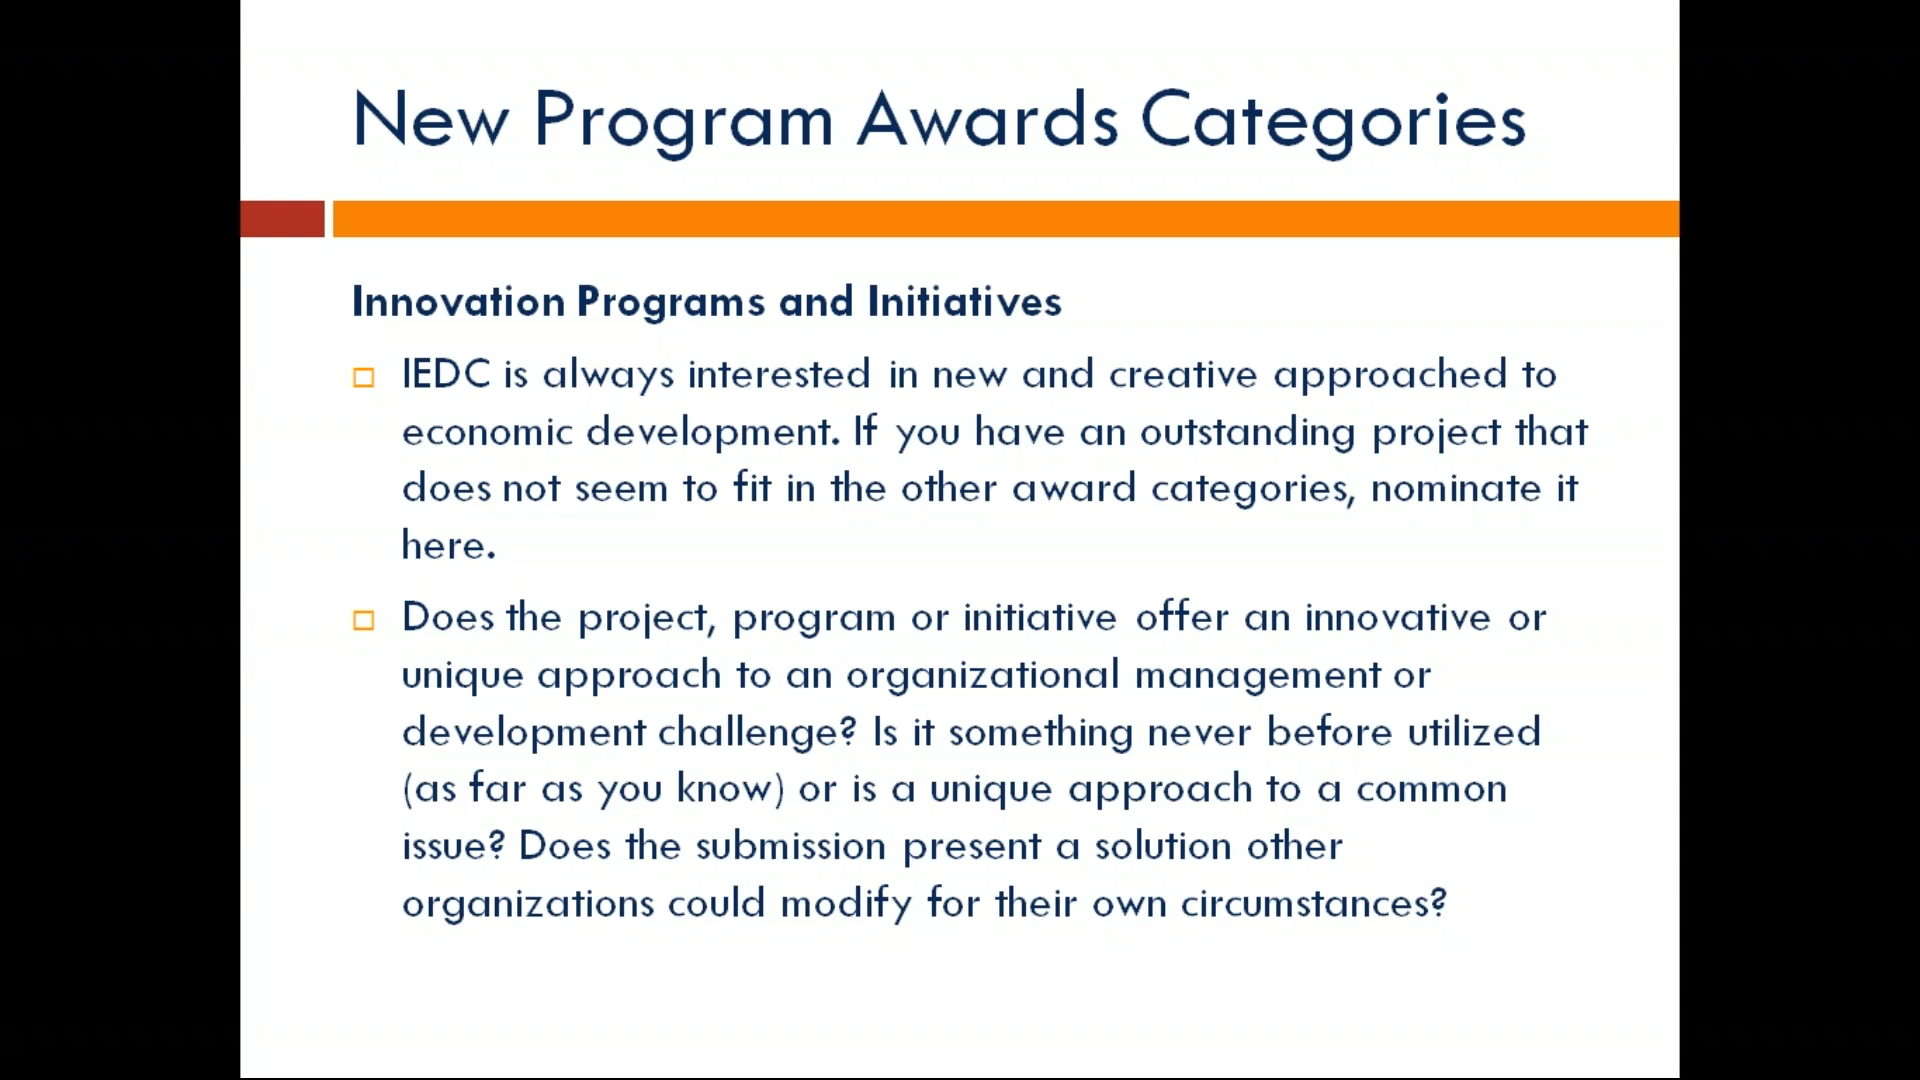 New Program Awards Categories
Innovation Programs and Initiatives
IEDC is always interested in new and creative approached to
economic development. If you have an outstanding project that
does not seem to fit in the other award categories, nominate it
here.
Does the project, program or initiative offer an innovative or
unique approach to an organizational management or
development challenge? Is it something never before utilized
(as far as you know) or is a unique approach to a common
issue? Does the submission present a solution other
organizations could modify for their own circumstances?